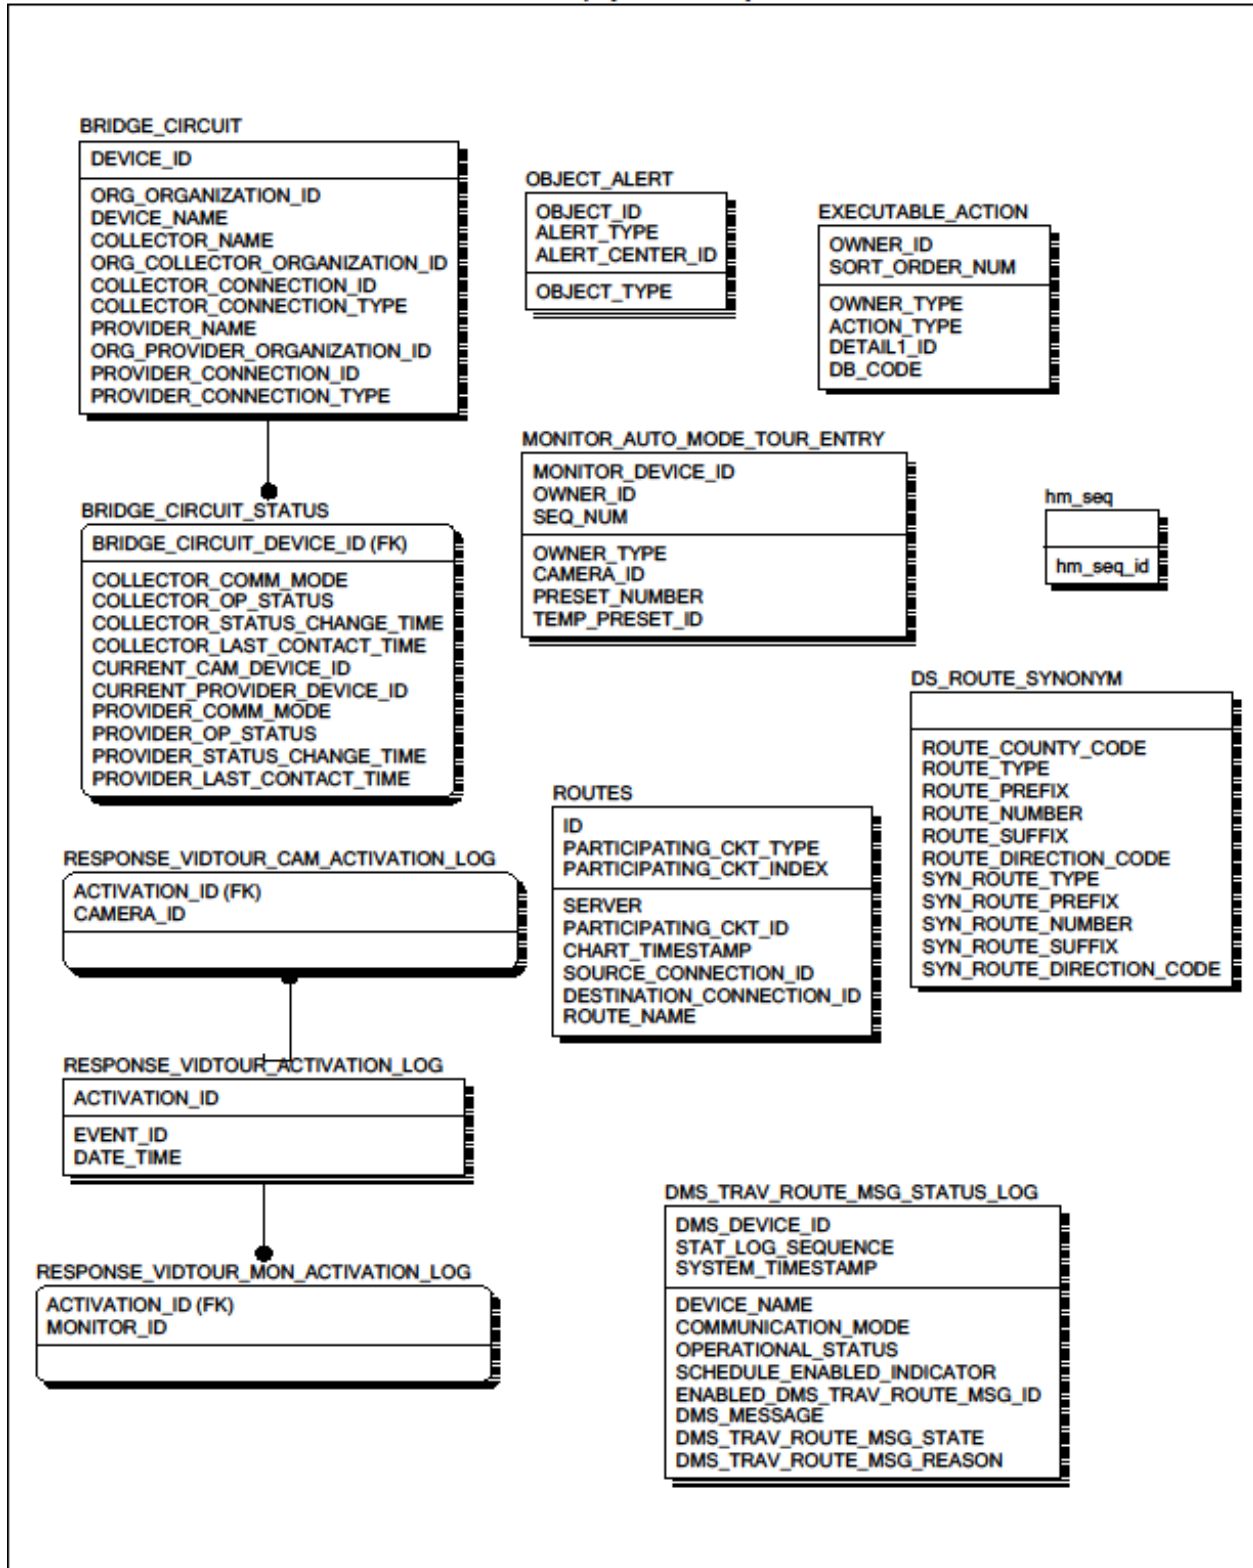 BRIDGE_CIRCUIT
DEVICE_ID
ORG_ORGANIZATION_ID
DEVICE_NAME
COLLECTOR_NAME
ORG_COLLECTOR_ORGANIZATION_ID
COLLECTOR_CONNECTION_ID
COLLECTOR_CONNECTION_TYPE
PROVIDER_NAME
ORG_PROVIDER_ORGANIZATION_ID
PROVIDER_CONNECTION_ID
PROVIDER_CONNECTION_TYPE
OBJECT_ALERT
OBJECT_ID
ALERT_TYPE
ALERT_CENTER_ID
OBJECT_TYPE
EXECUTABLE_ACTION
OWNER_ID
SORT_ORDER_NUM
OWNER_TYPE
ACTION_TYPE
DETAIL1_ID
DB_CODE
BRIDGE_CIRCUIT_STATUS
BRIDGE_CIRCUIT_DEVICE_ID (FK)
COLLECTOR_COMM_MODE
COLLECTOR_OP_STATUS
COLLECTOR_STATUS_CHANGE_TIME
COLLECTOR_LAST_CONTACT_TIME
CURRENT_CAM_DEVICE_ID
CURRENT_PROVIDER_DEVICE_ID
PROVIDER_COMM_MODE
PROVIDER_OP_STATUS
PROVIDER_STATUS_CHANGE_TIME
PROVIDER_LAST_CONTACT_TIME
MONITOR_AUTO_MODE_TOUR_ENTRY
MONITOR_DEVICE_ID
OWNER_ID
SEQ_NUM
OWNER_TYPE
CAMERA_ID
PRESET_NUMBER
TEMP_PRESET_ID
hm_seq
hm_seq_id
DS_ROUTE_SYNONYM
ROUTE_COUNTY_CODE
ROUTE_TYPE
ROUTE_PREFIX
ROUTE_NUMBER
ROUTE_SUFFIX
ROUTE_DIRECTION_CODE
SYN_ROUTE_TYPE
SYN_ROUTE_PREFIX
SYN_ROUTE_NUMBER
SYN_ROUTE_SUFFIX
SYN_ROUTE_DIRECTION_CODE
ROUTES
ID
PARTICIPATING_CKT_TYPE
PARTICIPATING_CKT_INDEX
SERVER
PARTICIPATING_CKT_ID
CHART_TIMESTAMP
SOURCE_CONNECTION_ID
DESTINATION_CONNECTION_ID
ROUTE_NAME
RESPONSE_VIDTOUR_CAM_ACTIVATION_LOG
ACTIVATION_ID (FK)
CAMERA_ID
RESPONSE_VIDTOUR_ACTIVATION_LOG
ACTIVATION_ID
EVENT_ID
DATE_TIME
RESPONSE_VIDTOUR_MON_ACTIVATION_LOG
ACTIVATION_ID (FK)
MONITOR_ID
DMS_TRAV_ROUTE_MSG_STATUS_LOG
DMS_DEVICE_ID
STAT_LOG_SEQUENCE
SYSTEM_TIMESTAMP
DEVICE_NAME
COMMUNICATION_MODE
OPERATIONAL_STATUS
SCHEDULE_ENABLED_INDICATOR
ENABLED_DMS_TRAV_ROUTE_MSG_ID
DMS_MESSAGE
DMS_TRAV_ROUTE_MSG_STATE
DMS_TRAV_ROUTE_MSG_REASON